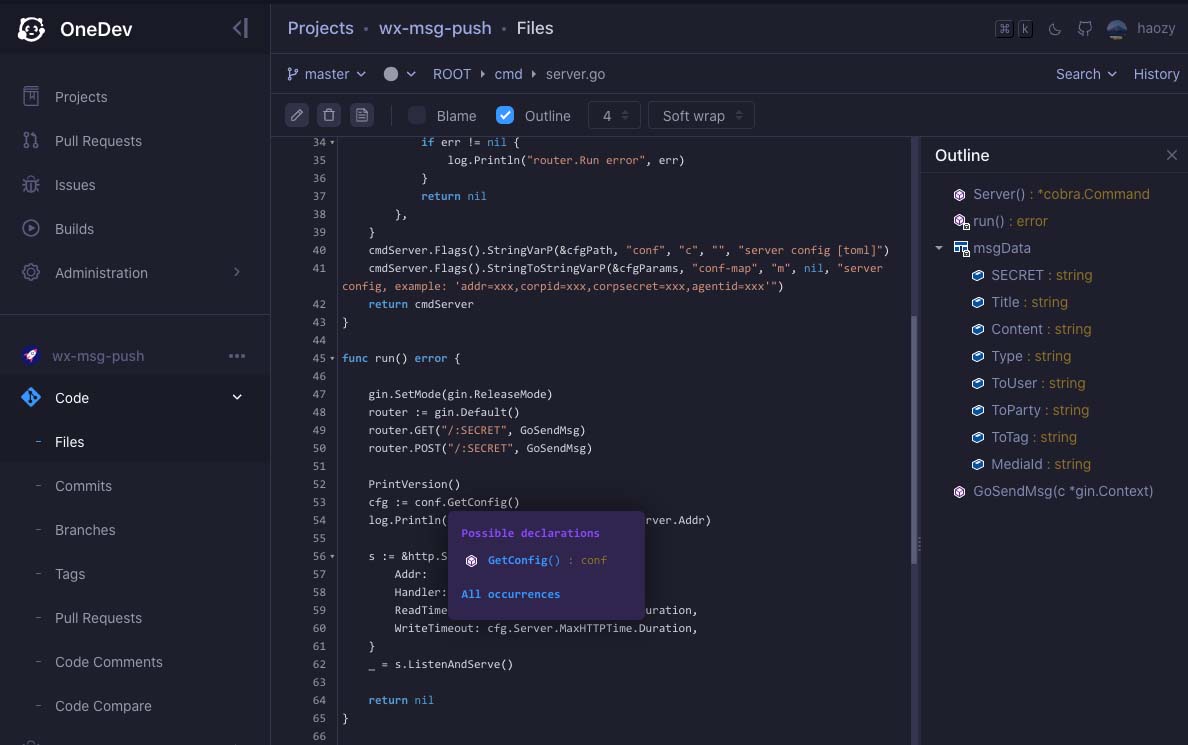 OneDev
Projects
Pull Requests
Issues
Builds
Administration
wx-msg-push
Code
Files
Commits
Branches
Tags
Pull Requests
Code Comments
Code Compare
Projects • wx-msg-push • Files
⌘ k haozy
master ROOT cmd server.go
Search History
Blame Outline 4 Soft wrap
34 if err != nil {
35 log.Println("router.Run error", err)
36 }
37 return nil
38 },
39 }
40 cmdServer.Flags().StringVarP(&cfgPath, "conf", "c", "", "server config [toml]")
41 cmdServer.Flags().StringToStringVarP(&cfgParams, "conf-map", "m", nil, "server
config, example: 'addr=xxx,corpid=xxx,corpsecret=xxx,agentid=xxx'")
42 return cmdServer
43 }
44
45 func run() error {
46
47 gin.SetMode(gin.ReleaseMode)
48 router := gin.Default()
49 router.GET("/:SECRET", GoSendMsg)
50 router.POST("/:SECRET", GoSendMsg)
51
52 PrintVersion()
53 cfg := conf.GetConfig()
54 log.Println( rver.Addr)
55
56 s := &http.S
57 Addr:
58 Handler:
59 ReadTime uration,
60 WriteTimeout: cfg.Server.MaxHTTPTime.Duration,
61 }
62 _ = s.ListenAndServe()
63
64 return nil
65 }
66
Possible declarations
GetConfig() : conf
All occurrences
Outline
Server() : *cobra.Command
run() : error
msgData
SECRET : string
Title : string
Content : string
Type : string
ToUser : string
ToParty : string
ToTag : string
MediaId : string
GoSendMsg(c *gin.Context)